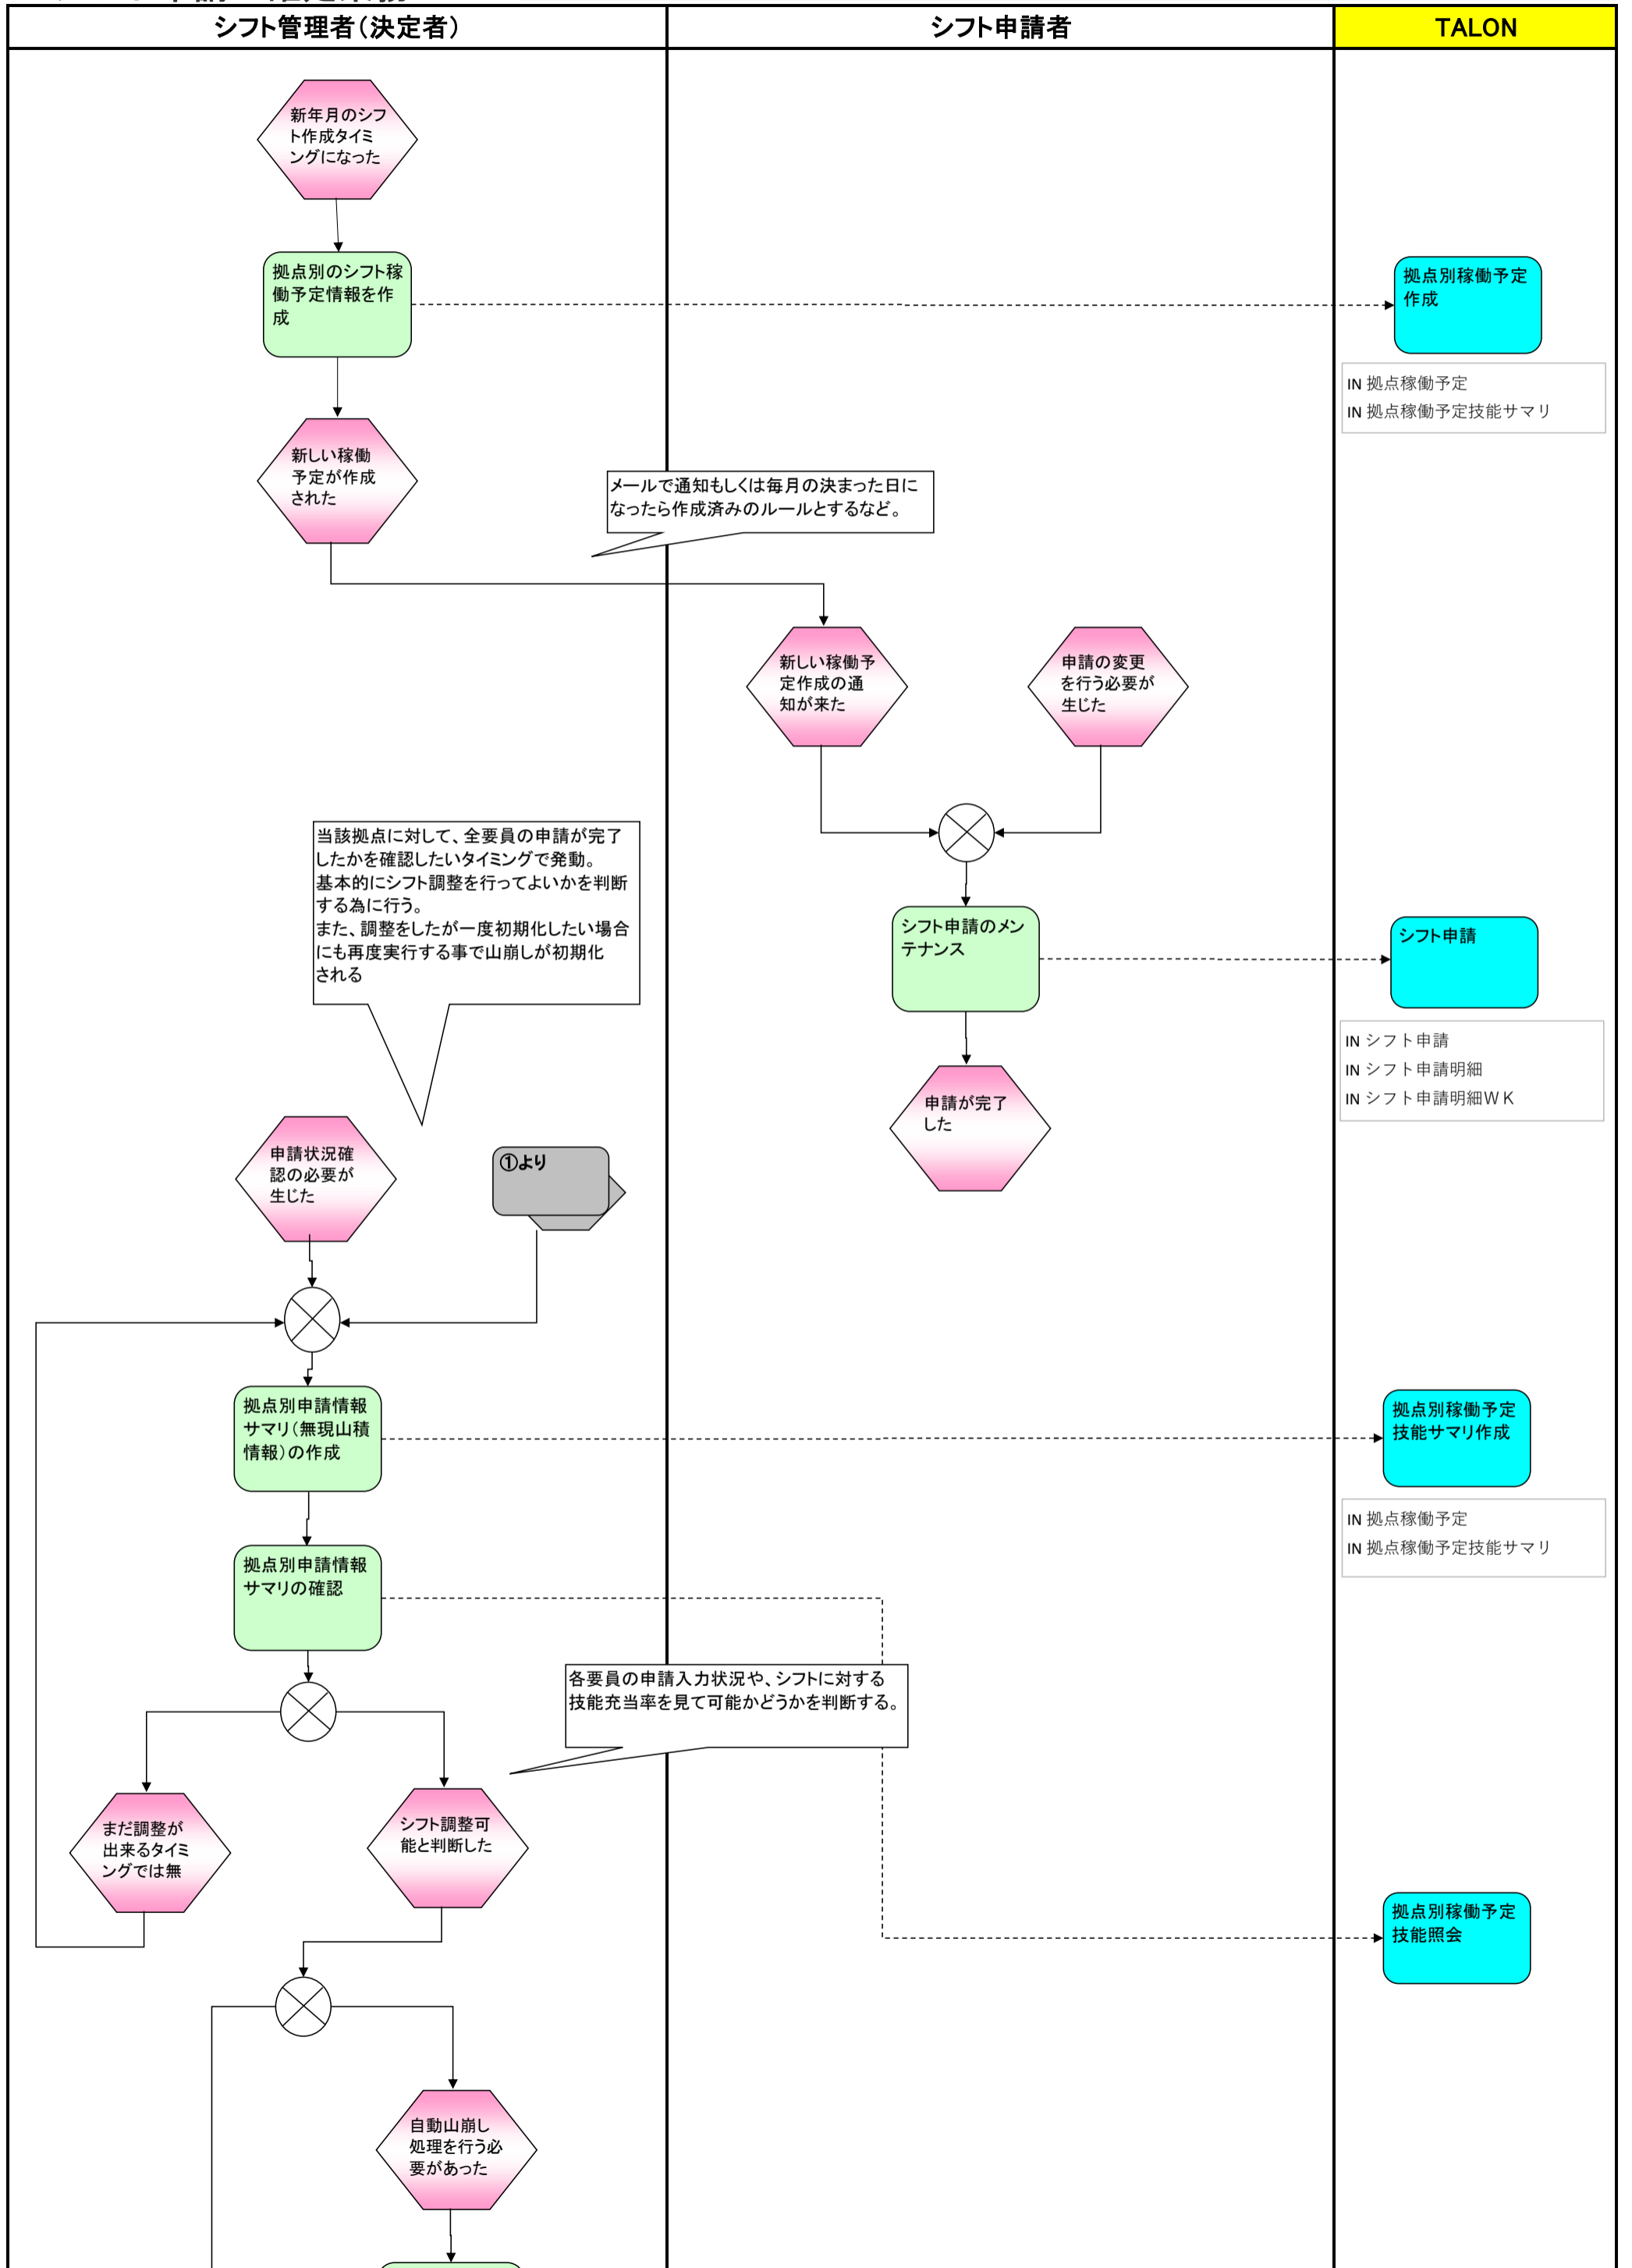 シフト管理者（決定者）
シフト申請者
TALON
新年月のシフ
ト作成タイミ
ングになった
拠点別のシフト稼
働予定情報を作
成
拠点別稼働予定
作成
IN 拠点稼働予定
IN 拠点稼働予定技能サマリ
新しい稼働
予定が作成
された
メールで通知もしくは毎月の決まった日に
なったら作成済みのルールとするなど。
新しい稼働予
定作成の通
知が来た
申請の変更
を行う必要が
生じた
当該拠点に対して、全要員の申請が完了
したかを確認したいタイミングで発動。
基本的にシフト調整を行ってよいかを判断
する為に行う。
また、調整をしたが一度初期化したい場合
にも再度実行する事で山崩しが初期化
される
シフト申請のメン
テナンス
シフト申請
IN シフト申請
IN シフト申請明細
IN シフト申請明細ＷＫ
申請が完了
した
申請状況確
認の必要が
生じた
①より
拠点別申請情報
サマリ（無現山積
情報）の作成
拠点別稼働予定
技能サマリ作成
IN 拠点稼働予定
IN 拠点稼働予定技能サマリ
拠点別申請情報
サマリの確認
各要員の申請入力状況や、シフトに対する
技能充当率を見て可能かどうかを判断する。
まだ調整が
出来るタイミ
ングでは無
シフト調整可
能と判断した
拠点別稼働予定
技能照会
自動山崩し
処理を行う必
要があった